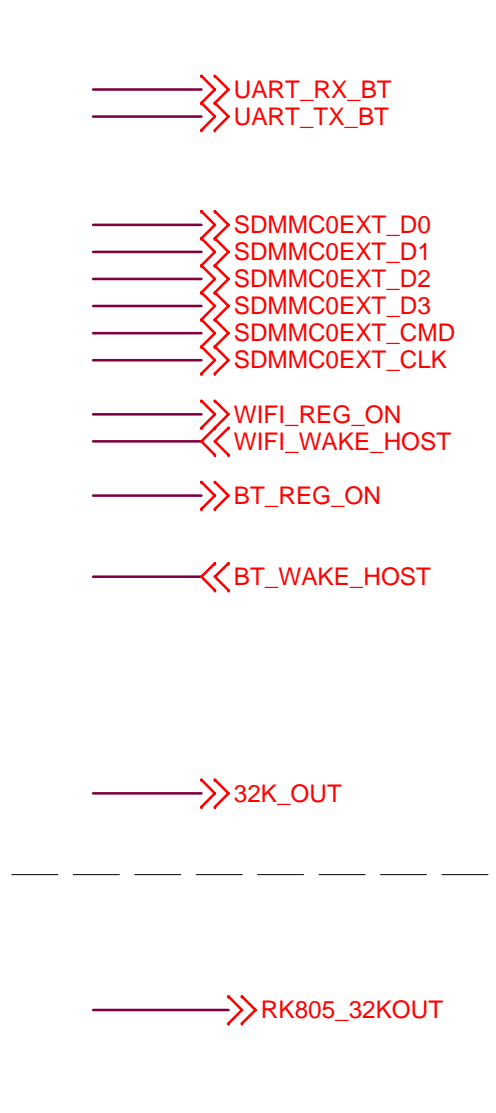 UART_RX_BT
UART_TX_BT
SDMMC0EXT_D0
SDMMC0EXT_D1
SDMMC0EXT_D2
SDMMC0EXT_D3
SDMMC0EXT_CMD
SDMMC0EXT_CLK
WIFI_REG_ON
WIFI_WAKE_HOST
BT_REG_ON
BT_WAKE_HOST
32K_OUT
RK805_32KOUT